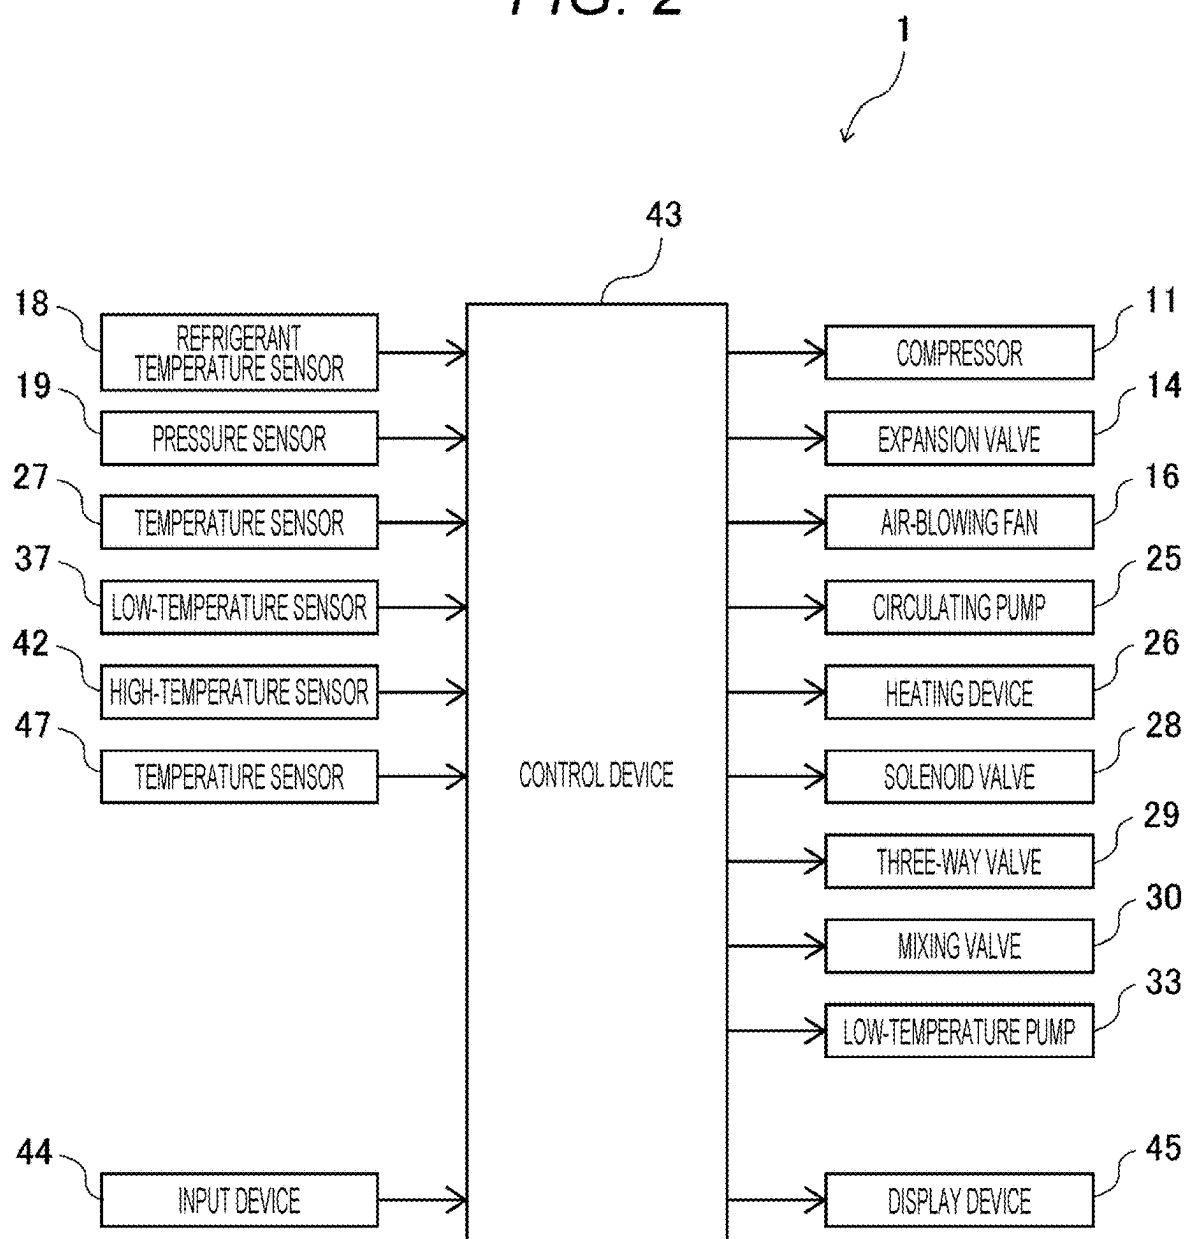 FIG. 2
1
43
18
REFRIGERANT
TEMPERATURE SENSOR
19
PRESSURE SENSOR
27
TEMPERATURE SENSOR
37
LOW-TEMPERATURE SENSOR
42
HIGH-TEMPERATURE SENSOR
47
TEMPERATURE SENSOR
44
INPUT DEVICE
CONTROL DEVICE
11
COMPRESSOR
14
EXPANSION VALVE
16
AIR-BLOWING FAN
25
CIRCULATING PUMP
26
HEATING DEVICE
28
SOLENOID VALVE
29
THREE-WAY VALVE
30
MIXING VALVE
33
LOW-TEMPERATURE PUMP
45
DISPLAY DEVICE